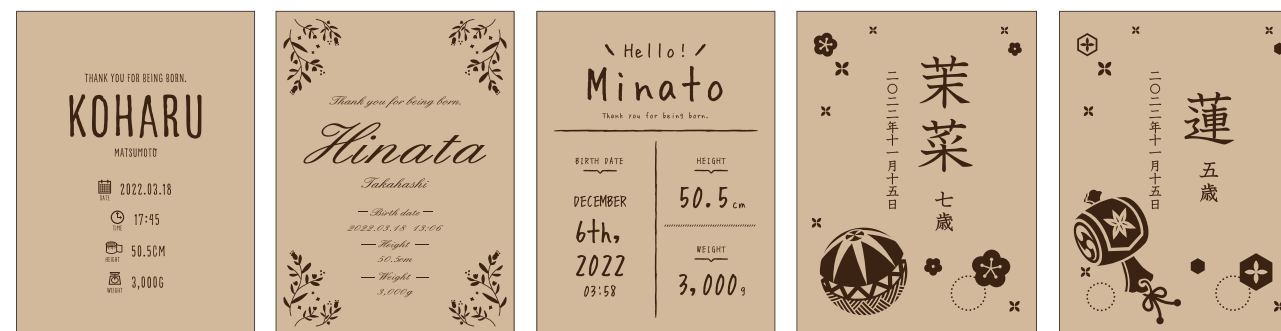 THANK YOU FOR BEING BORN.
KOHARU
MATSUMOTO
DATE
2022.03.18
TIME
17:45
HEIGHT
50.5CM
WEIGHT
3,000G
Thank you for being born.
Hinata
Takahashi
Birth date
2022.03.18 13:06
Height
50.5cm
Weight
3,000g
Hello!
Minato
Thank you for being born.
BIRTH DATE
DECEMBER
6th,
2022
03:58
HEIGHT
50.5cm
WEIGHT
3,000g
茉菜
七歳
二〇二二年十一月十五日
蓮
五歳
二〇二二年十一月十五日